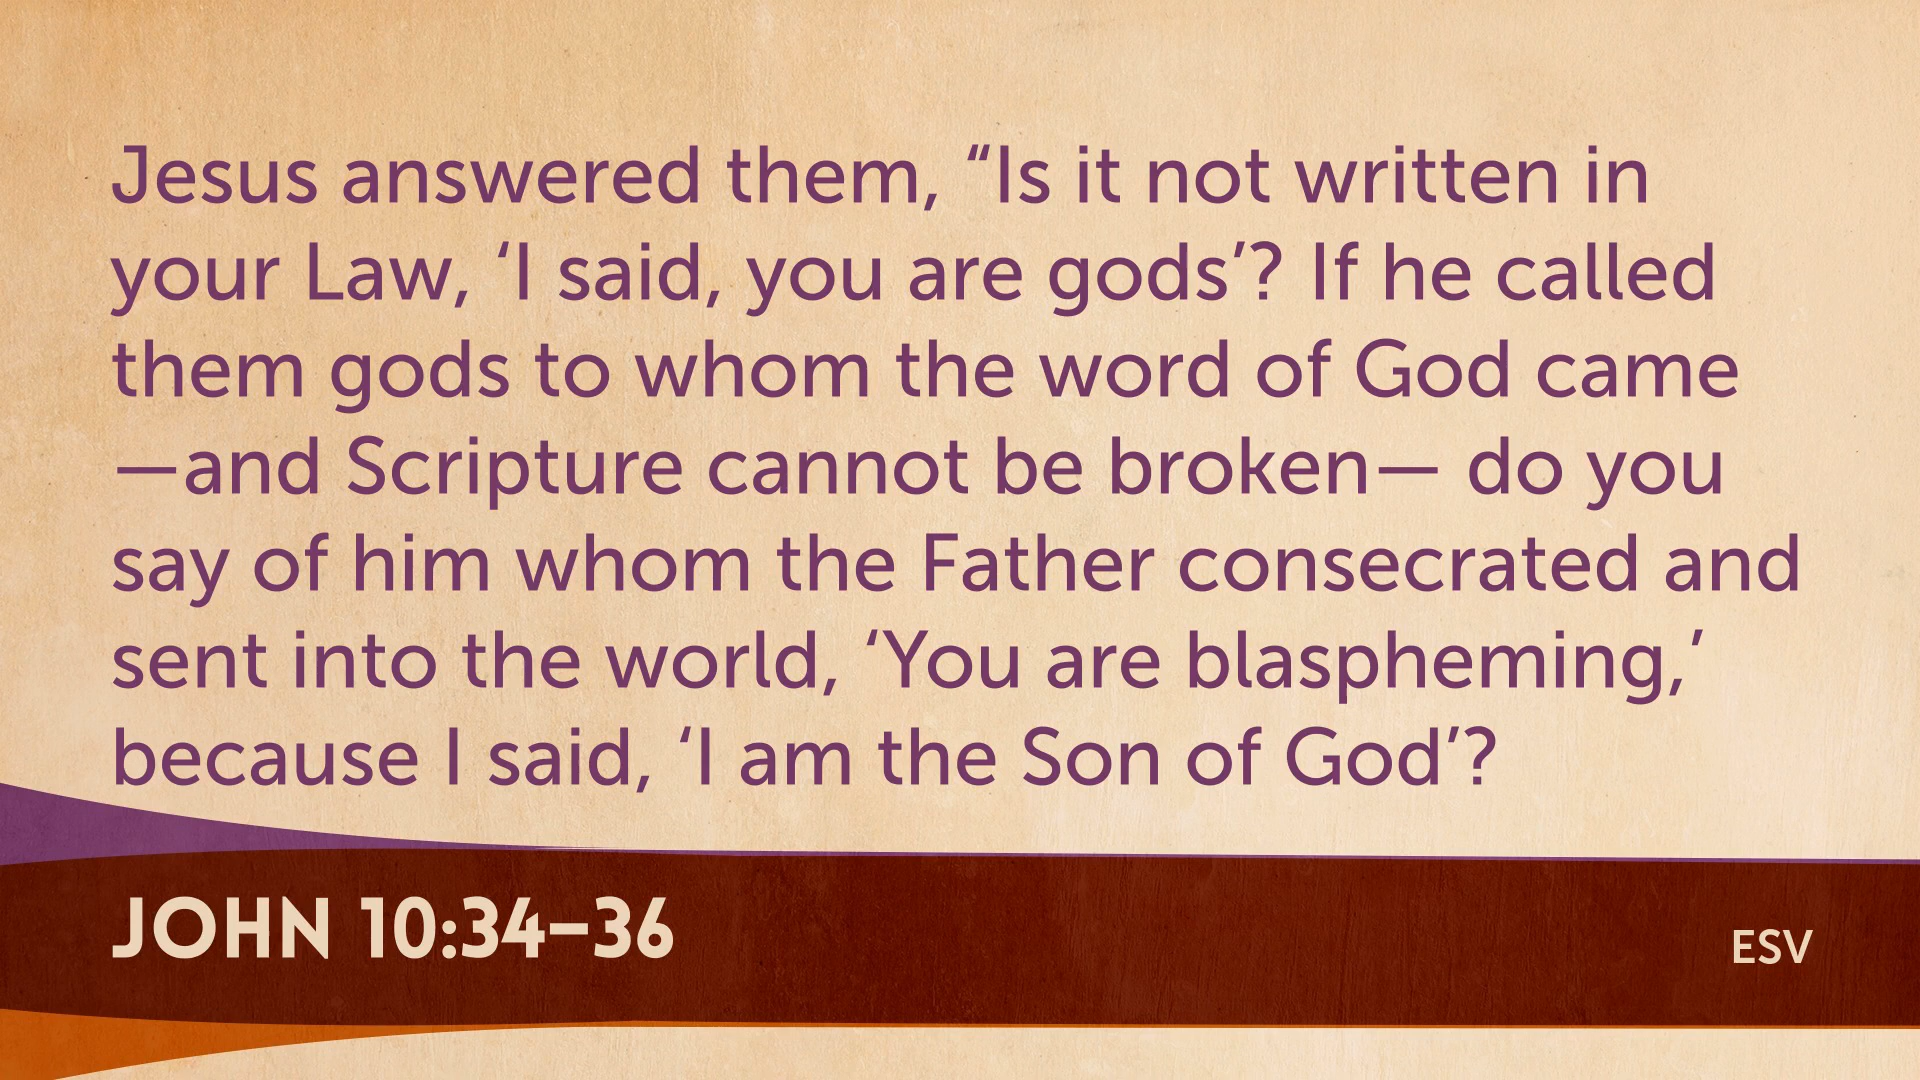 Jesus answered them, “Is it not written in
your Law, ‘I said, you are gods’? If he called
them gods to whom the word of God came
—and Scripture cannot be broken— do you
say of him whom the Father consecrated and
sent into the world, ‘You are blaspheming,’
because I said, ‘I am the Son of God’?
JOHN 10:34–36
ESV